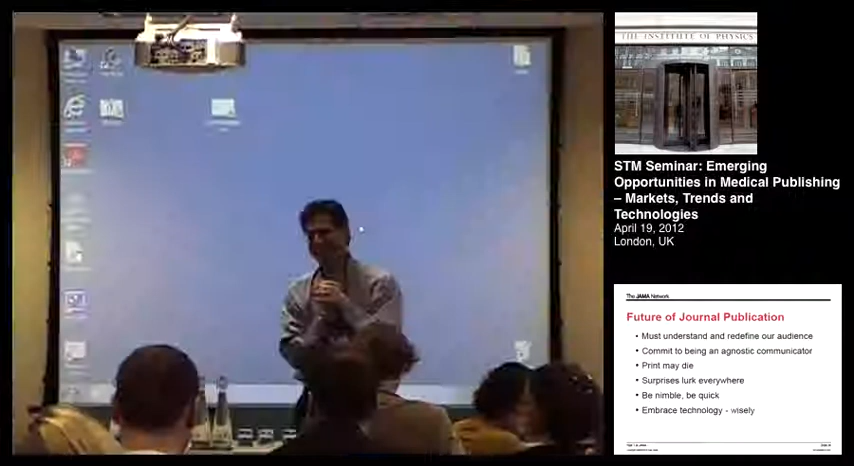 THE INSTITUTE OF PHYSICS
STM Seminar: Emerging
Opportunities in Medical Publishing
– Markets, Trends and
Technologies
April 19, 2012
London, UK
The JAMA Network
Future of Journal Publication
• Must understand and redefine our audience
• Commit to being an agnostic communicator
• Print may die
• Surprises lurk everywhere
• Be nimble, be quick
• Embrace technology - wisely